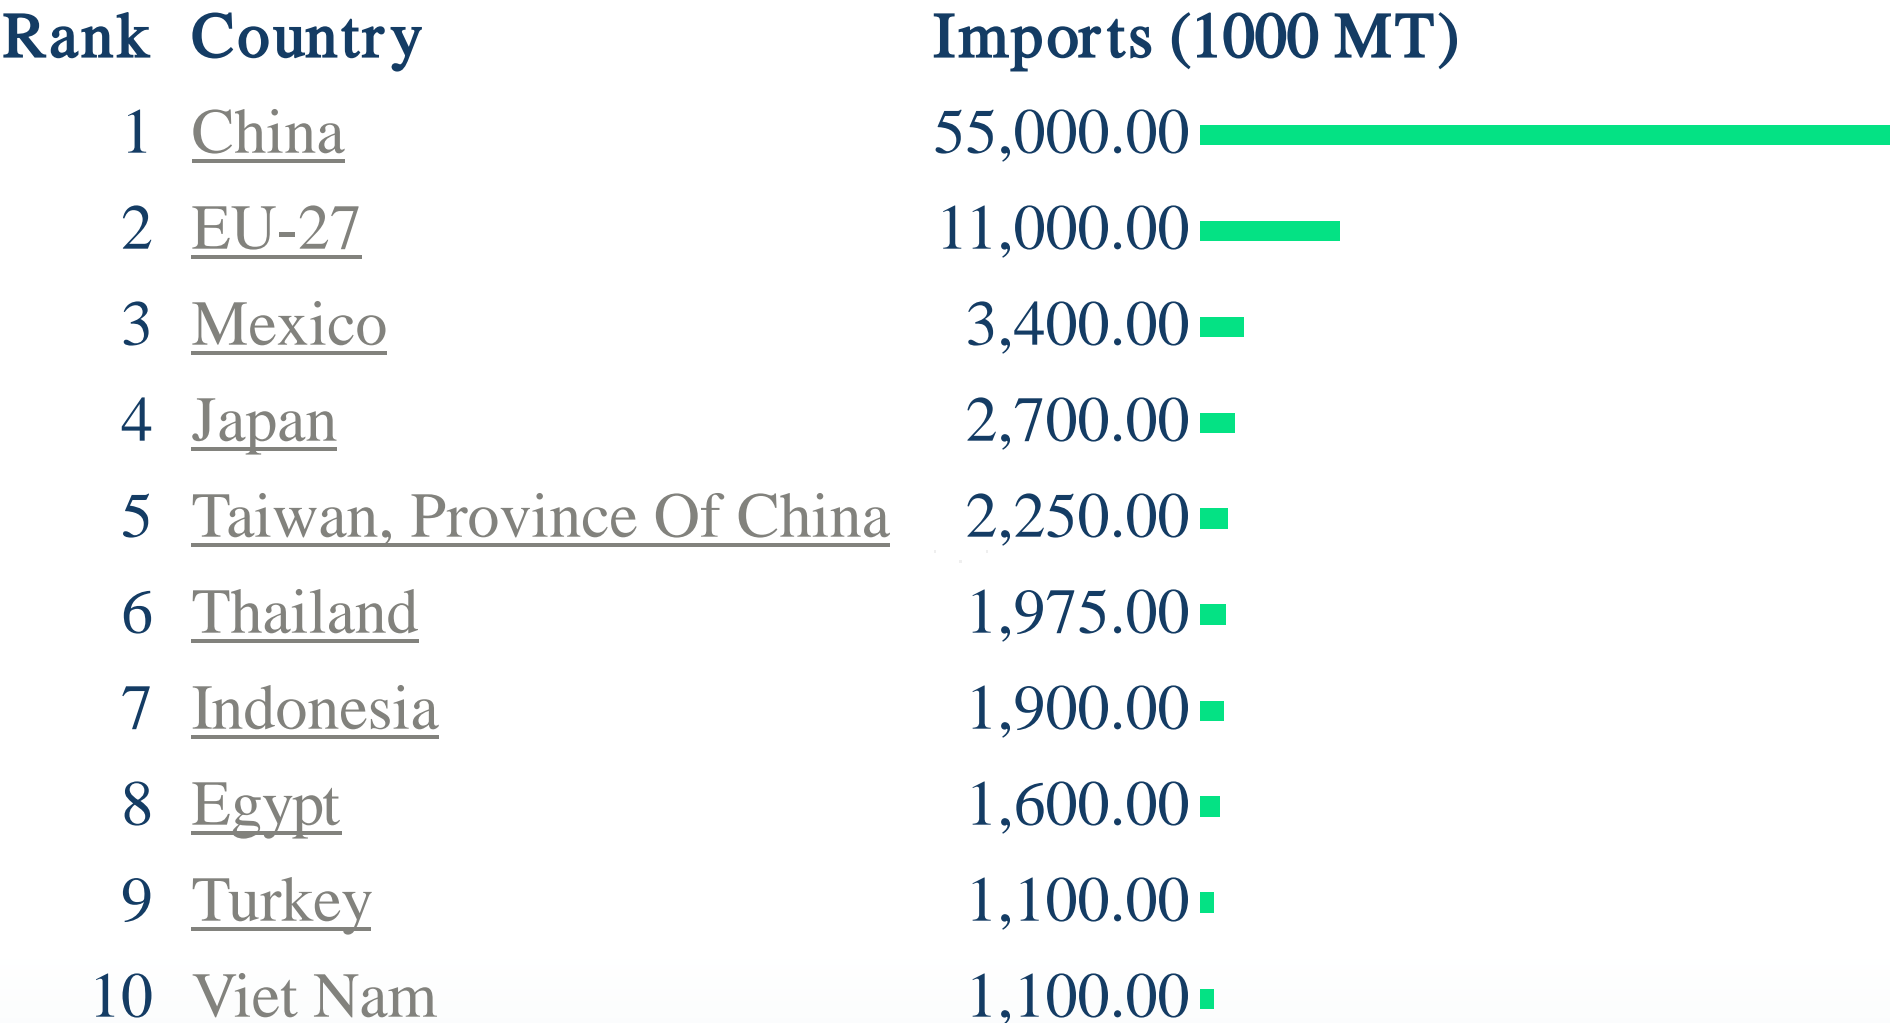 Rank Country Imports (1000 MT)
1 China 55,000.00
2 EU-27 11,000.00
3 Mexico 3,400.00
4 Japan 2,700.00
5 Taiwan, Province Of China 2,250.00
6 Thailand 1,975.00
7 Indonesia 1,900.00
8 Egypt 1,600.00
9 Turkey 1,100.00
10 Viet Nam 1,100.00